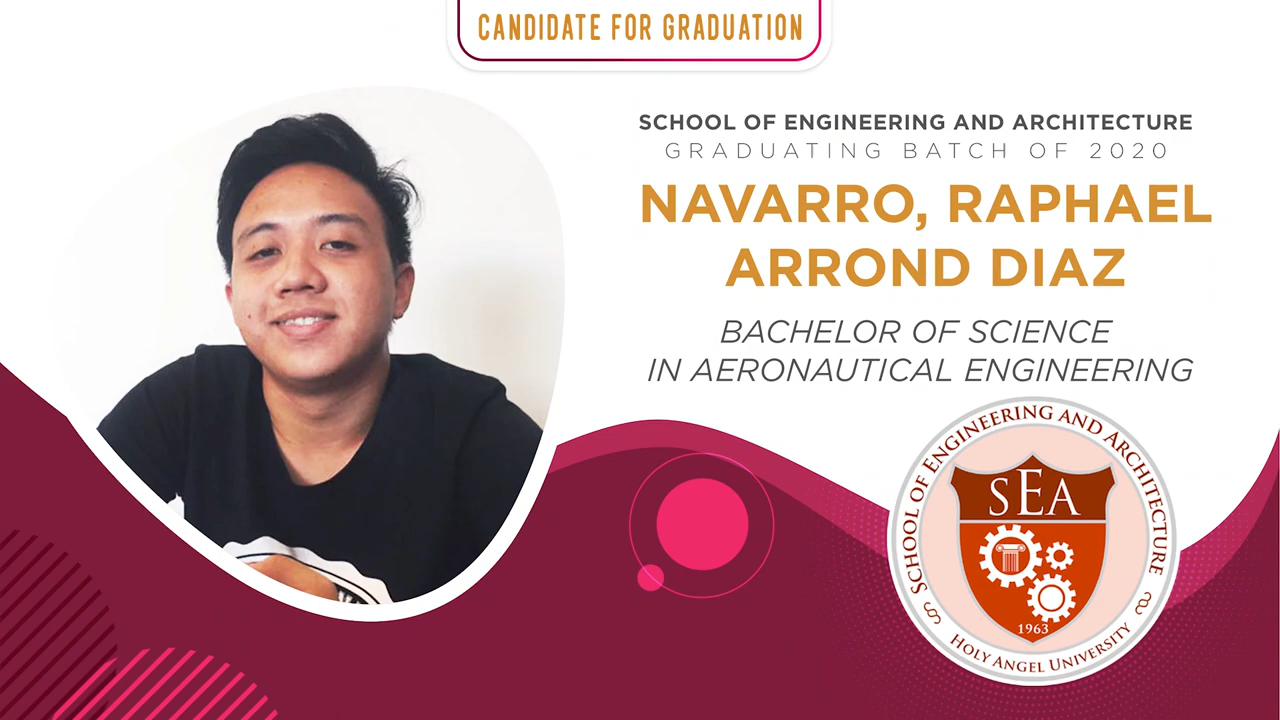 CANDIDATE FOR GRADUATION
SCHOOL OF ENGINEERING AND ARCHITECTURE
GRADUATING BATCH OF 2020
NAVARRO, RAPHAEL
ARROND DIAZ
BACHELOR OF SCIENCE
IN AERONAUTICAL ENGINEERING
SCHOOL OF ENGINEERING AND ARCHITECTURE
SEA
1963
HOLY ANGEL UNIVERSITY